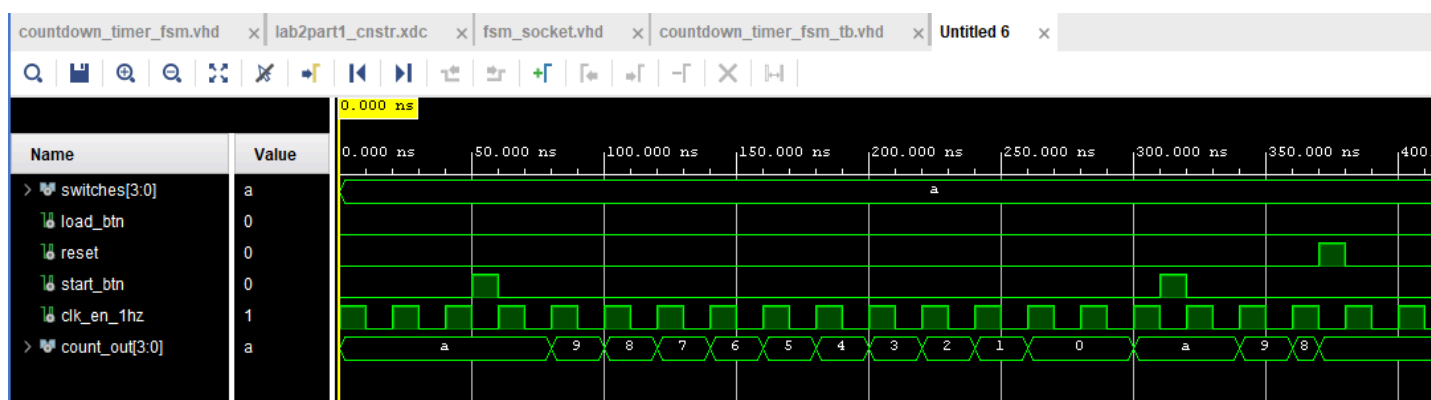 countdown_timer_fsm.vhd × lab2part1_cnstr.xdc × fsm_socket.vhd × countdown_timer_fsm_tb.vhd × Untitled 6 ×
0.000 ns
Name Value 0.000 ns 50.000 ns 100.000 ns 150.000 ns 200.000 ns 250.000 ns 300.000 ns 350.000 ns 400.
switches[3:0] a a
load_btn 0
reset 0
start_btn 0
clk_en_1hz 1
count_out[3:0] a a 9 8 7 6 5 4 3 2 1 0 a 9 8